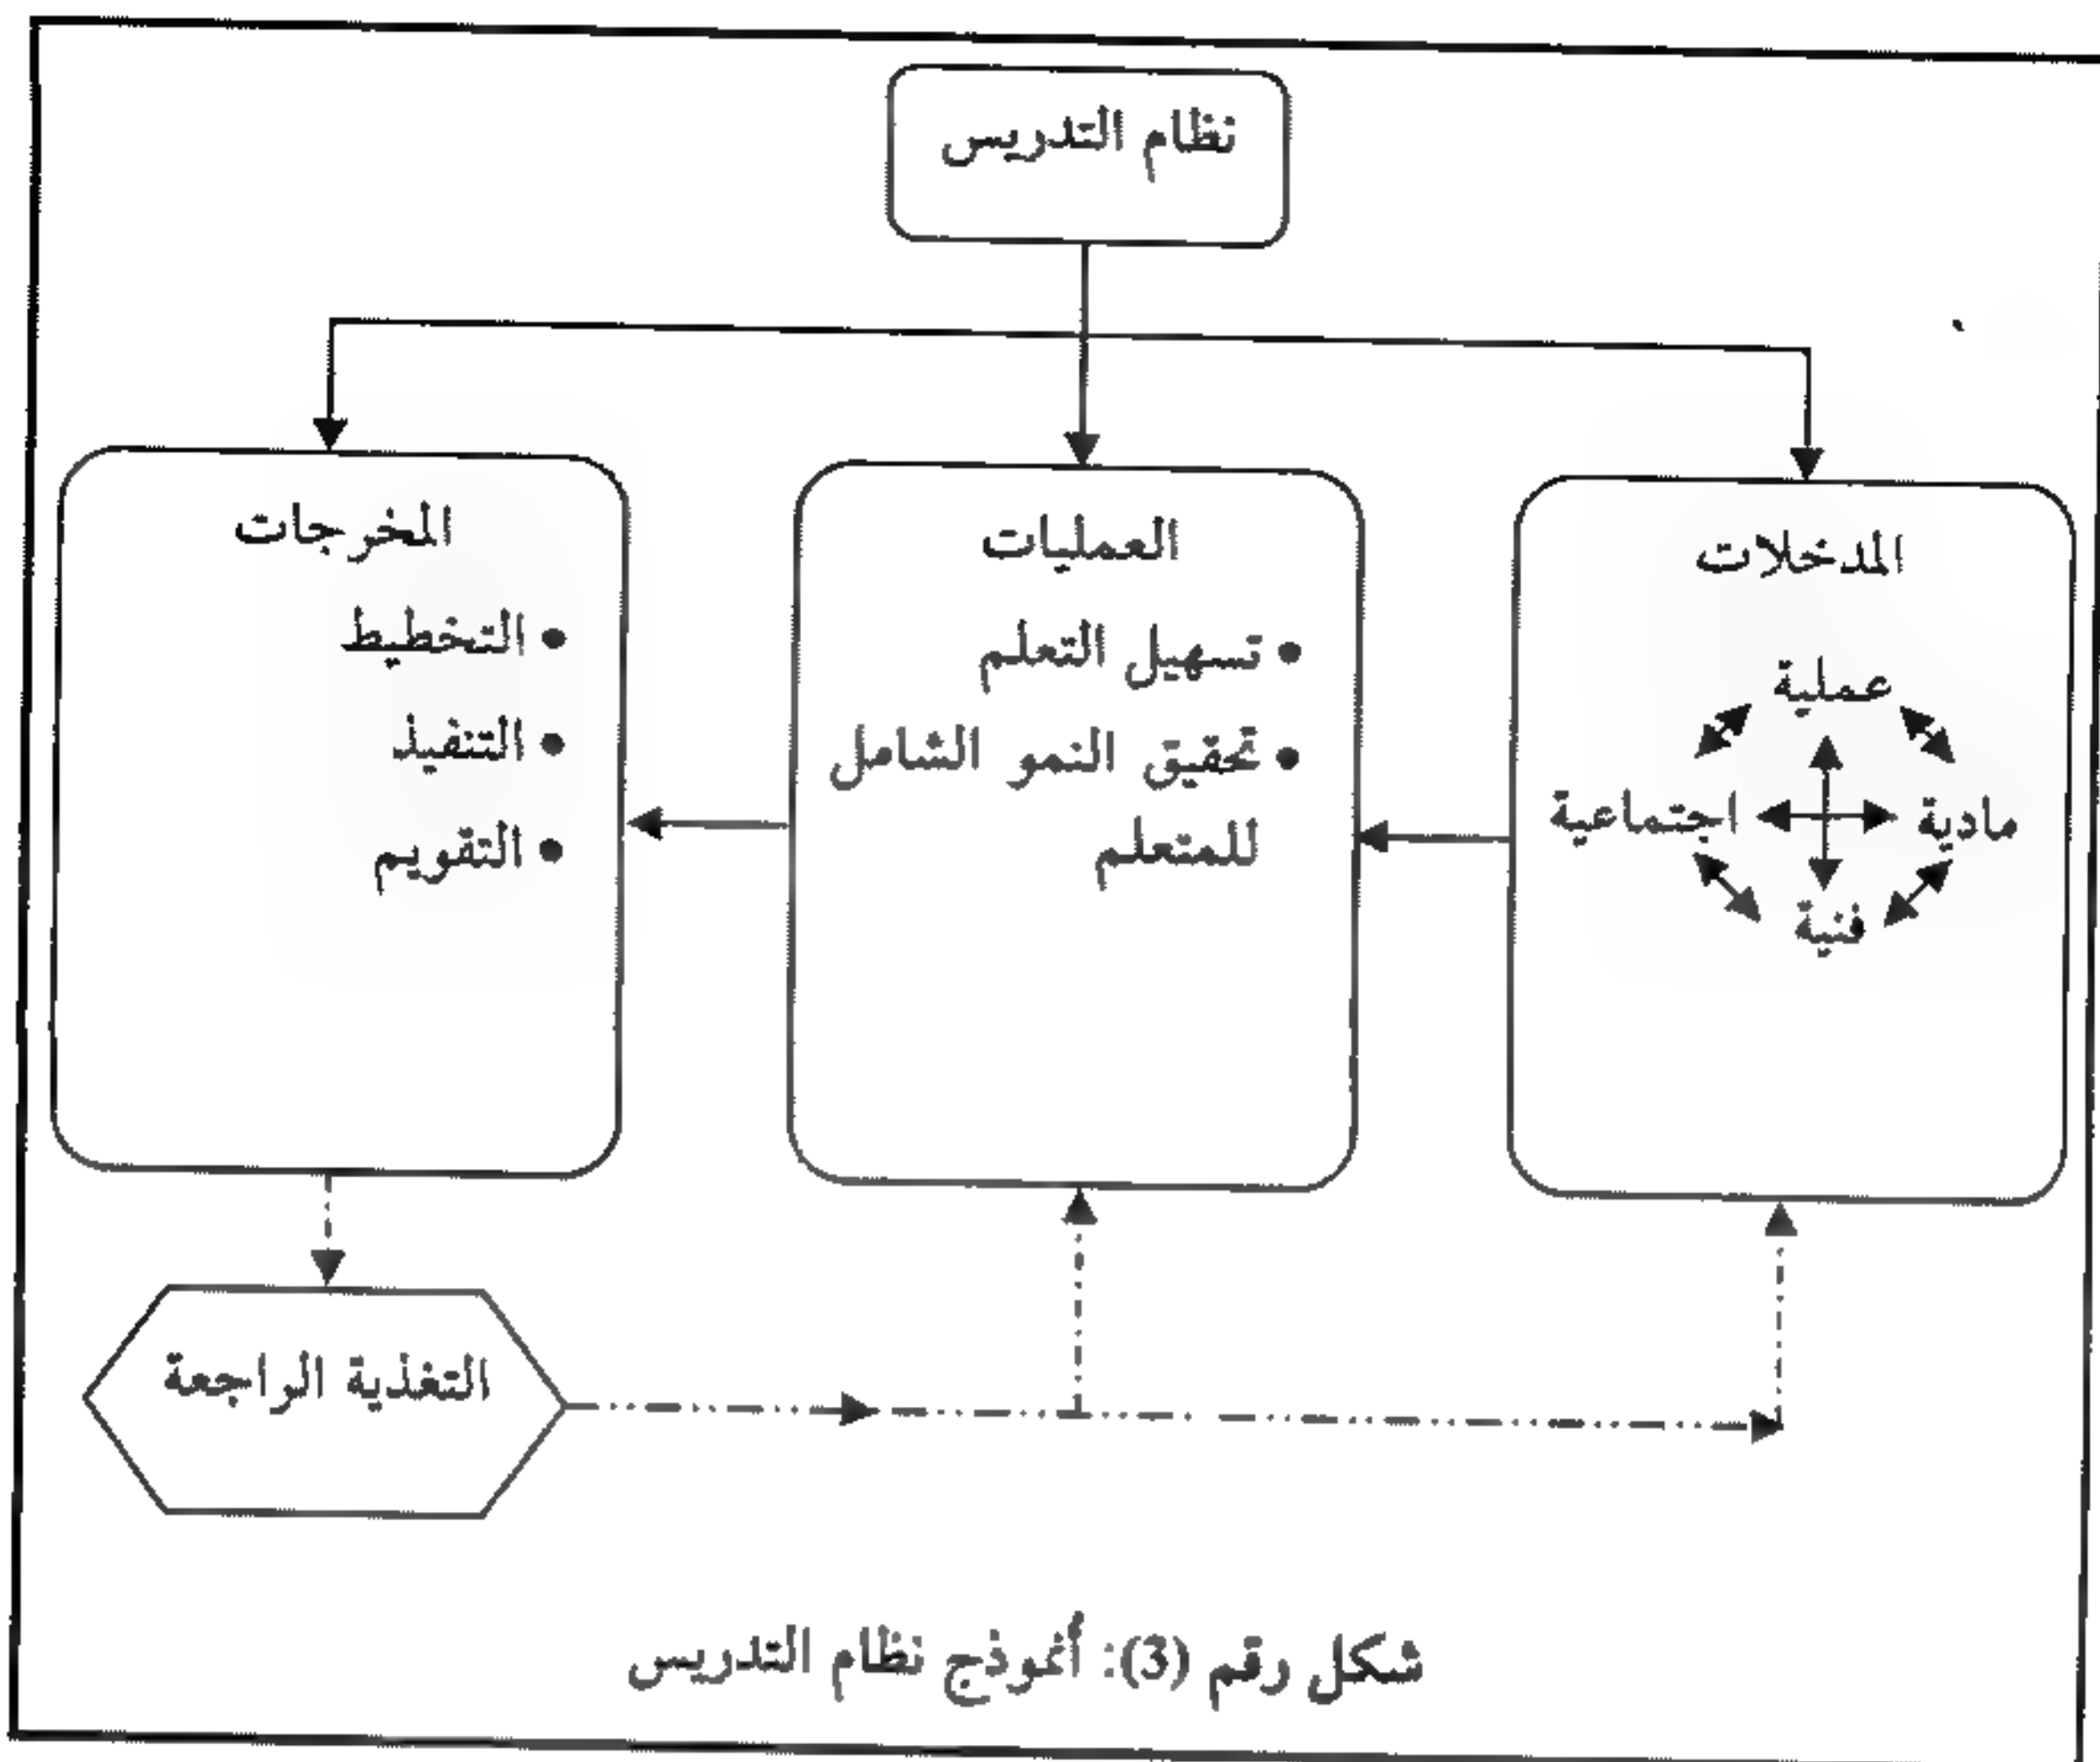 نظام التدريس
المدخلات
عملية
مادية
اجتماعية
فنية
العمليات
• تسهيل التعلم
• تحقيق النمو الشامل
للمتعلم
المخرجات
• التخطيط
• التنفيذ
• التقويم
التغذية الراجعة
شكل رقم (3): أنموذج نظام التدريس